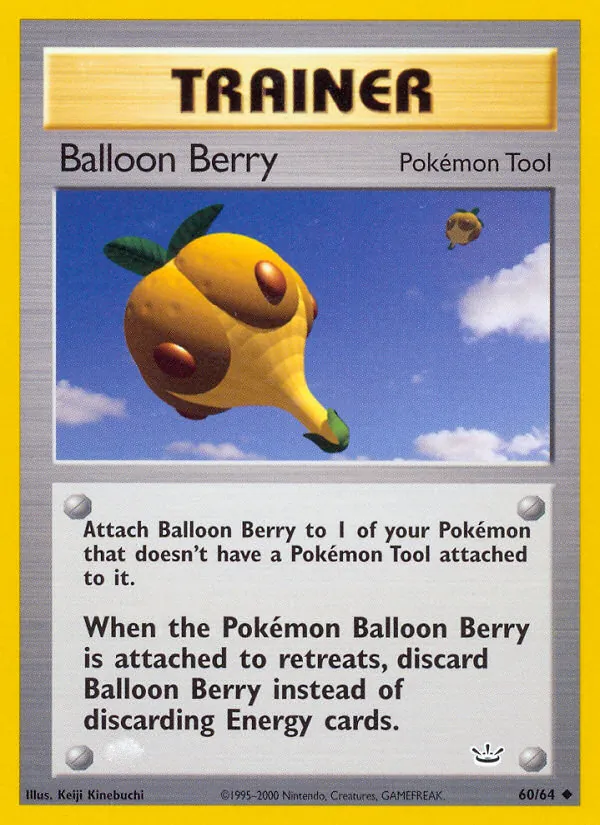 TRAINER
Balloon Berry Pokémon Tool
Attach Balloon Berry to 1 of your Pokémon
that doesn't have a Pokémon Tool attached
to it.
When the Pokémon Balloon Berry
is attached to retreats, discard
Balloon Berry instead of
discarding Energy cards.
Illus. Keiji Kinebuchi ©1995–2000 Nintendo, Creatures, GAMEFREAK. 60/64 ◆